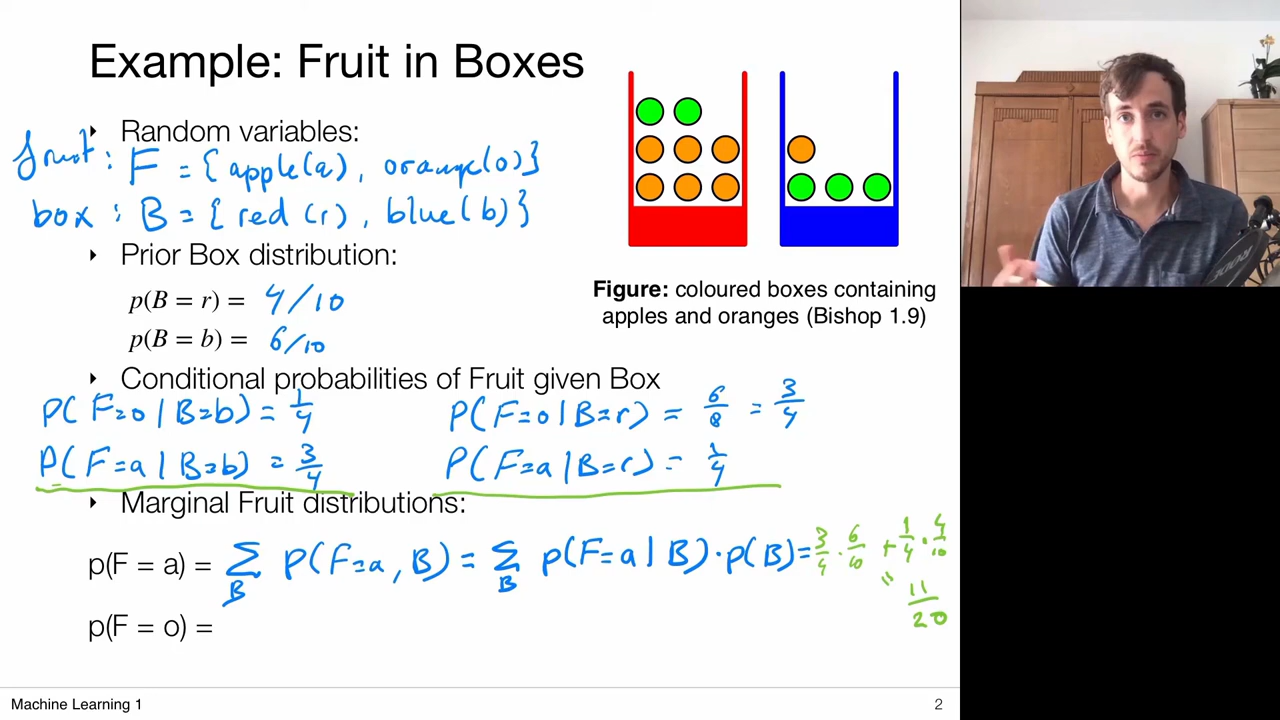 Example: Fruit in Boxes
‣ Random variables:
fruit : F = { apple(a), orange(o)}
box : B = { red (r), blue(b)}
‣ Prior Box distribution:
p(B = r) = 4/10
p(B = b) = 6/10
Figure: coloured boxes containing
apples and oranges (Bishop 1.9)
‣ Conditional probabilities of Fruit given Box
P(F=o | B=b) = 1/4 P(F=o | B=r) = 6/8 = 3/4
P(F=a | B=b) = 3/4 P(F=a | B=r) = 1/4
‣ Marginal Fruit distributions:
p(F = a) = Σ_B p(F=a, B) = Σ_B p(F=a | B) · p(B) = 3/4 · 6/10 + 1/4 · 4/10
= 11/20
p(F = o) =
Machine Learning 1
2
RODE